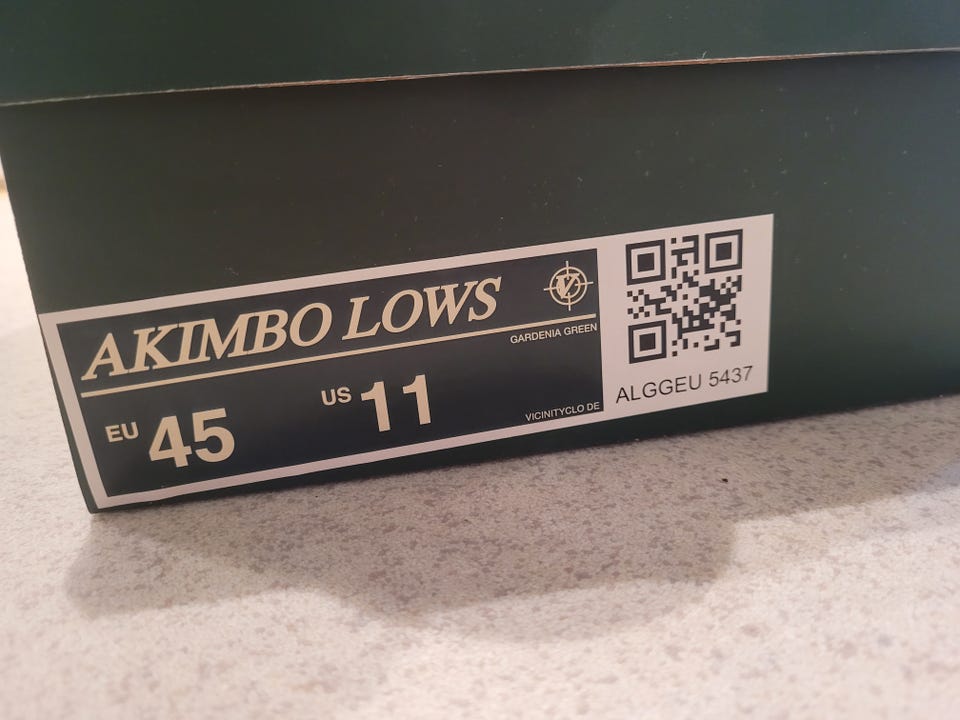 AKIMBO LOWS
V
GARDENIA GREEN
EU 45
US 11
VICINITYCLO DE
ALGGEU 5437